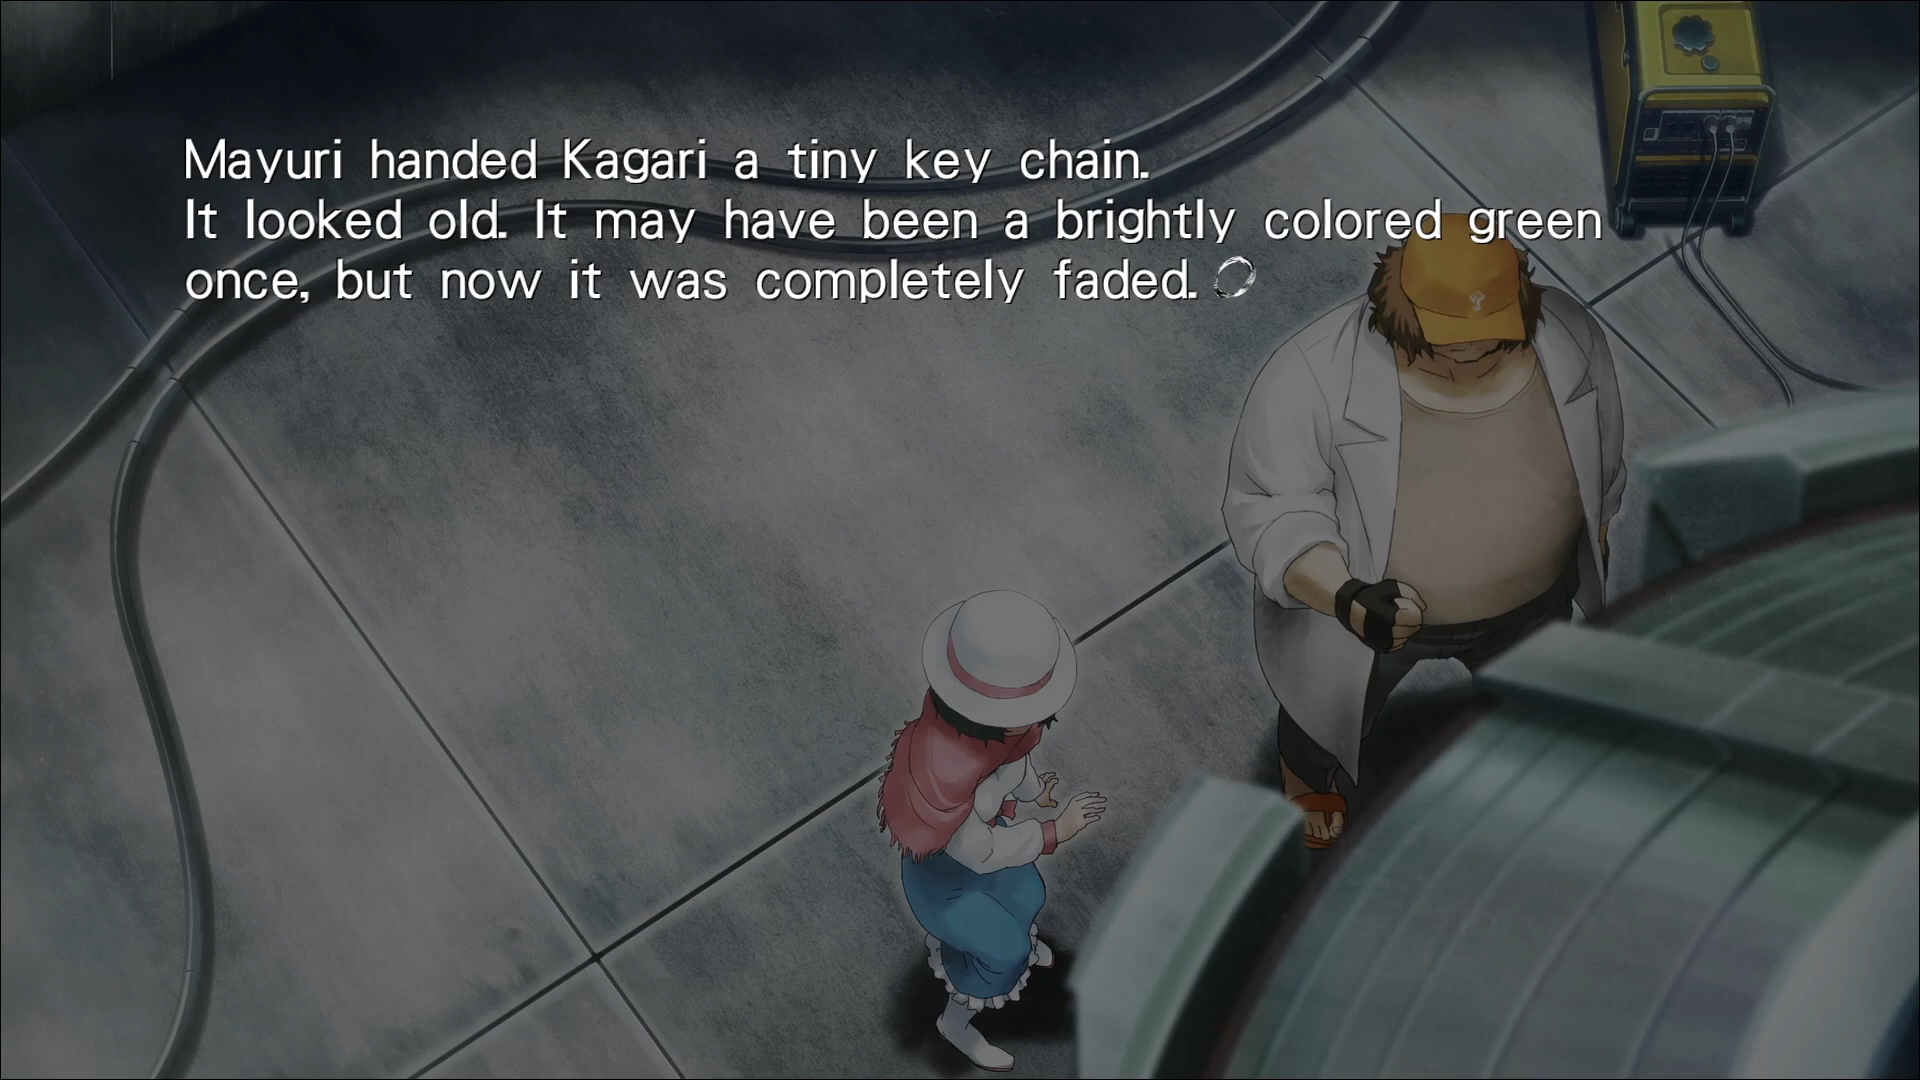 Mayuri handed Kagari a tiny key chain.
It looked old. It may have been a brightly colored green
once, but now it was completely faded.
?